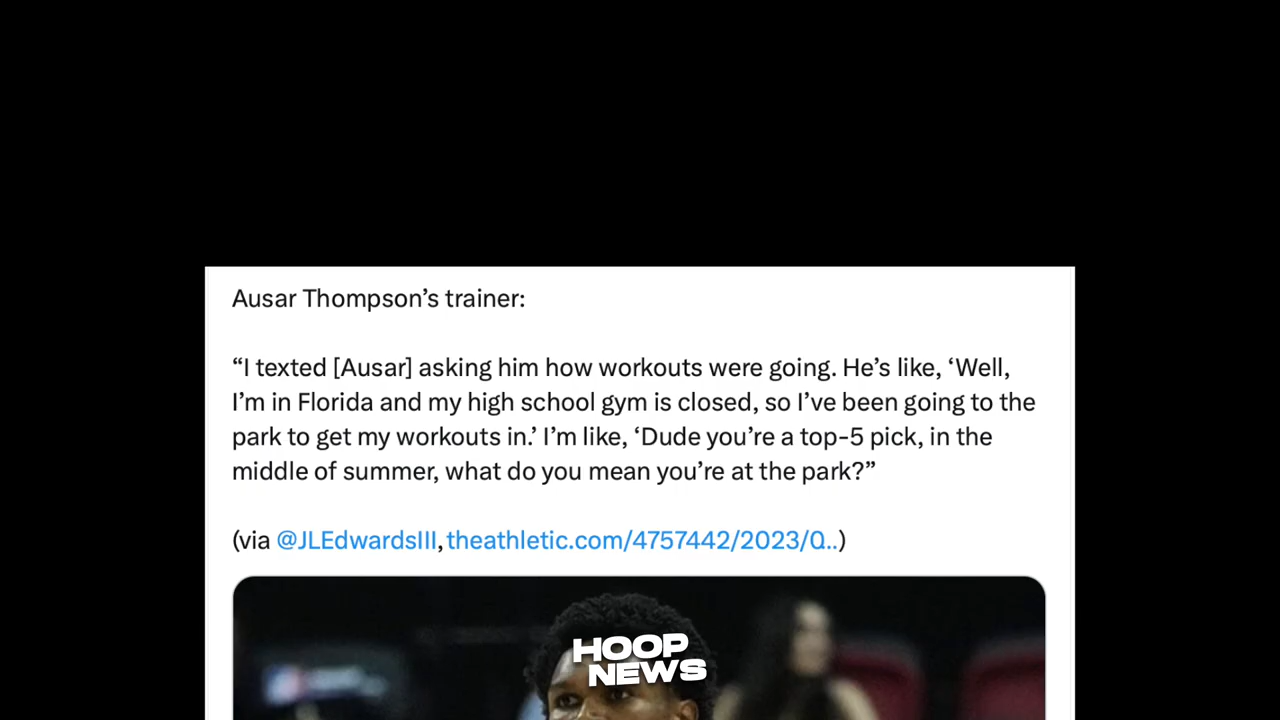 Ausar Thompson’s trainer:
“I texted [Ausar] asking him how workouts were going. He’s like, ‘Well,
I’m in Florida and my high school gym is closed, so I’ve been going to the
park to get my workouts in.’ I’m like, ‘Dude you’re a top-5 pick, in the
middle of summer, what do you mean you’re at the park?”
(via @JLEdwardsIII, theathletic.com/4757442/2023/0…)
HOOP
NEWS